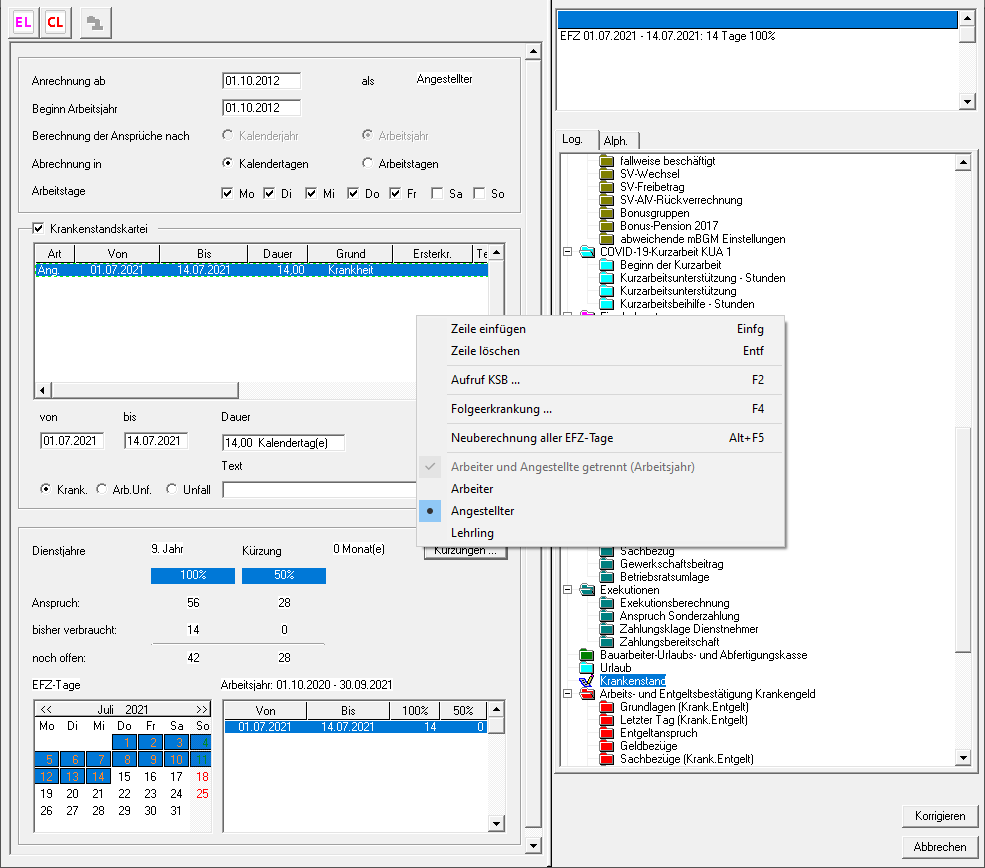 EL CL
Anrechnung ab 01.10.2012 als Angestellter
Beginn Arbeitsjahr 01.10.2012
Berechnung der Ansprüche nach Kalenderjahr Arbeitsjahr
Abrechnung in Kalendertagen Arbeitstagen
Arbeitstage Mo Di Mi Do Fr Sa So
Krankenstandskartei
Art Von Bis Dauer Grund Ersterkr.
Ang. 01.07.2021 14.07.2021 14,00 Krankheit
von bis Dauer
01.07.2021 14.07.2021 14,00 Kalendertag(e)
Text
Krank. Arb.Unf. Unfall
Zeile einfügen Einfg
Zeile löschen Entf
Aufruf KSB ... F2
Folgeerkrankung ... F4
Neuberechnung aller EFZ-Tage Alt+F5
Arbeiter und Angestellte getrennt (Arbeitsjahr)
Arbeiter
Angestellter
Lehrling
Dienstjahre 9. Jahr Kürzung 0 Monat(e) Kürzungen ...
100% 50%
Anspruch: 56 28
bisher verbraucht: 14 0
noch offen: 42 28
EFZ-Tage
<< Juli 2021 >>
Mo Di Mi Do Fr Sa So
1 2 3 4
5 6 7 8 9 10 11
12 13 14 15 16 17 18
19 20 21 22 23 24 25
26 27 28 29 30 31
Arbeitsjahr: 01.10.2020 - 30.09.2021
Von Bis 100% 50%
01.07.2021 14.07.2021 14 0
EFZ 01.07.2021 - 14.07.2021: 14 Tage 100%
Log. Alph.
fallweise beschäftigt
SV-Wechsel
SV-Freibetrag
SV-AlV-Rückverrechnung
Bonusgruppen
Bonus-Pension 2017
abweichende mBGM Einstellungen
COVID-19-Kurzarbeit KUA 1
Beginn der Kurzarbeit
Kurzarbeitsunterstützung - Stunden
Kurzarbeitsunterstützung
Kurzarbeitsbeihilfe - Stunden
Sachbezug
Gewerkschaftsbeitrag
Betriebsratsumlage
Exekutionen
Exekutionsberechnung
Anspruch Sonderzahlung
Zahlungsklage Dienstnehmer
Zahlungsbereitschaft
Bauarbeiter-Urlaubs- und Abfertigungskasse
Urlaub
Krankenstand
Arbeits- und Entgeltsbestätigung Krankengeld
Grundlagen (Krank.Entgelt)
Letzter Tag (Krank.Entgelt)
Entgeltanspruch
Geldbezüge
Sachbezüge (Krank.Entgelt)
Korrigieren
Abbrechen